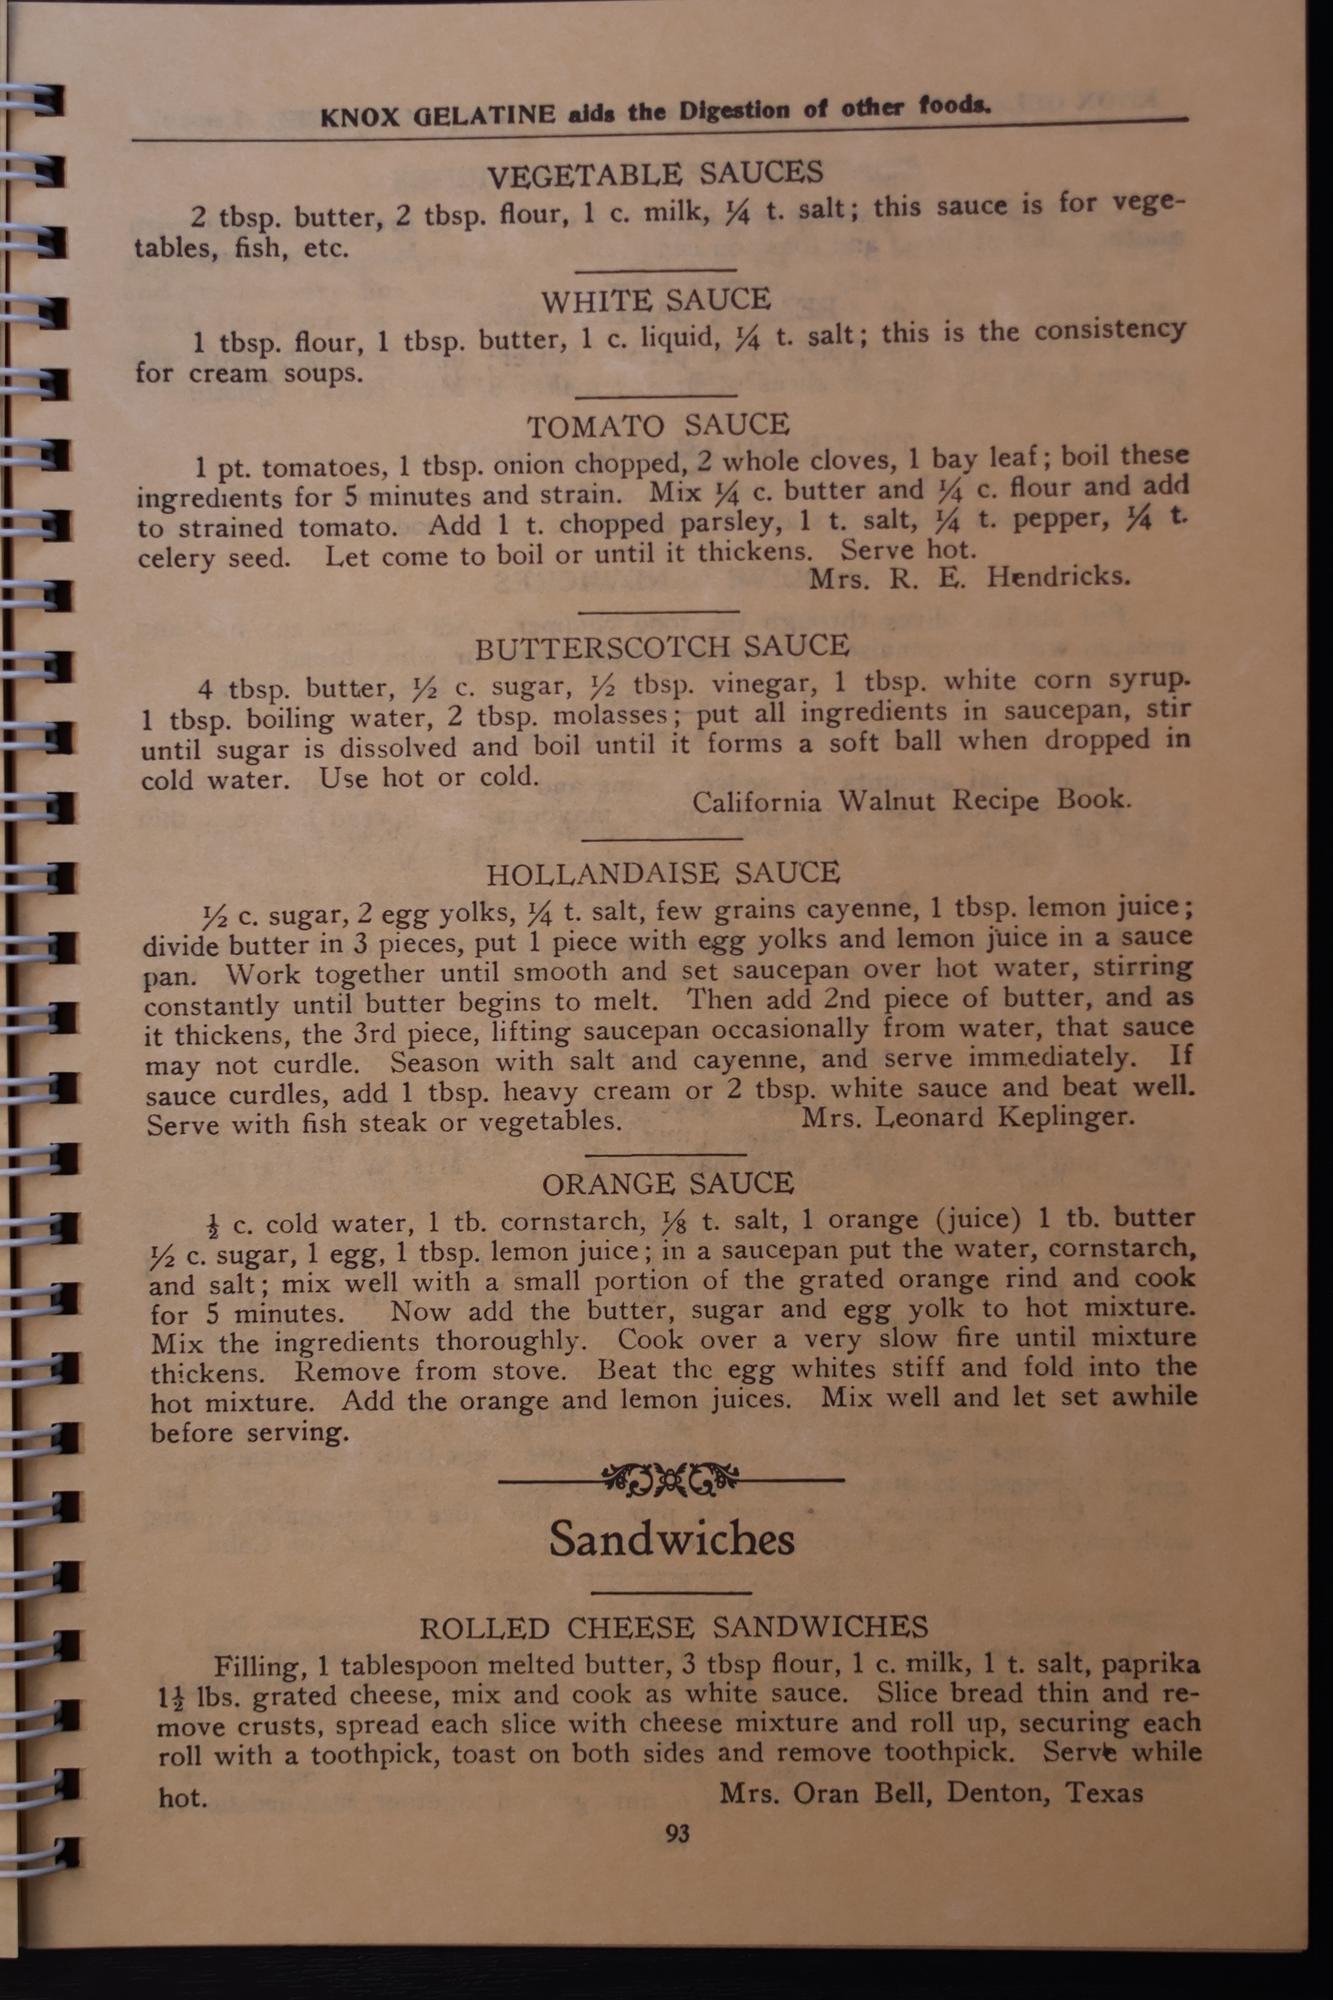 KNOX GELATINE aids the Digestion of other foods.
VEGETABLE SAUCES
2 tbsp. butter, 2 tbsp. flour, 1 c. milk, ¼ t. salt; this sauce is for vege-
tables, fish, etc.
WHITE SAUCE
1 tbsp. flour, 1 tbsp. butter, 1 c. liquid, ¼ t. salt; this is the consistency
for cream soups.
TOMATO SAUCE
1 pt. tomatoes, 1 tbsp. onion chopped, 2 whole cloves, 1 bay leaf; boil these
ingredients for 5 minutes and strain. Mix ¼ c. butter and ¼ c. flour and add
to strained tomato. Add 1 t. chopped parsley, 1 t. salt, ¼ t. pepper, ¼ t.
celery seed. Let come to boil or until it thickens. Serve hot.
Mrs. R. E. Hendricks.
BUTTERSCOTCH SAUCE
4 tbsp. butter, ½ c. sugar, ½ tbsp. vinegar, 1 tbsp. white corn syrup.
1 tbsp. boiling water, 2 tbsp. molasses; put all ingredients in saucepan, stir
until sugar is dissolved and boil until it forms a soft ball when dropped in
cold water. Use hot or cold.
California Walnut Recipe Book.
HOLLANDAISE SAUCE
½ c. sugar, 2 egg yolks, ¼ t. salt, few grains cayenne, 1 tbsp. lemon juice;
divide butter in 3 pieces, put 1 piece with egg yolks and lemon juice in a sauce
pan. Work together until smooth and set saucepan over hot water, stirring
constantly until butter begins to melt. Then add 2nd piece of butter, and as
it thickens, the 3rd piece, lifting saucepan occasionally from water, that sauce
may not curdle. Season with salt and cayenne, and serve immediately. If
sauce curdles, add 1 tbsp. heavy cream or 2 tbsp. white sauce and beat well.
Serve with fish steak or vegetables. Mrs. Leonard Keplinger.
ORANGE SAUCE
½ c. cold water, 1 tb. cornstarch, ⅛ t. salt, 1 orange (juice) 1 tb. butter
½ c. sugar, 1 egg, 1 tbsp. lemon juice; in a saucepan put the water, cornstarch,
and salt; mix well with a small portion of the grated orange rind and cook
for 5 minutes. Now add the butter, sugar and egg yolk to hot mixture.
Mix the ingredients thoroughly. Cook over a very slow fire until mixture
thickens. Remove from stove. Beat the egg whites stiff and fold into the
hot mixture. Add the orange and lemon juices. Mix well and let set awhile
before serving.
Sandwiches
ROLLED CHEESE SANDWICHES
Filling, 1 tablespoon melted butter, 3 tbsp flour, 1 c. milk, 1 t. salt, paprika
1½ lbs. grated cheese, mix and cook as white sauce. Slice bread thin and re-
move crusts, spread each slice with cheese mixture and roll up, securing each
roll with a toothpick, toast on both sides and remove toothpick. Serve while
hot. Mrs. Oran Bell, Denton, Texas
93